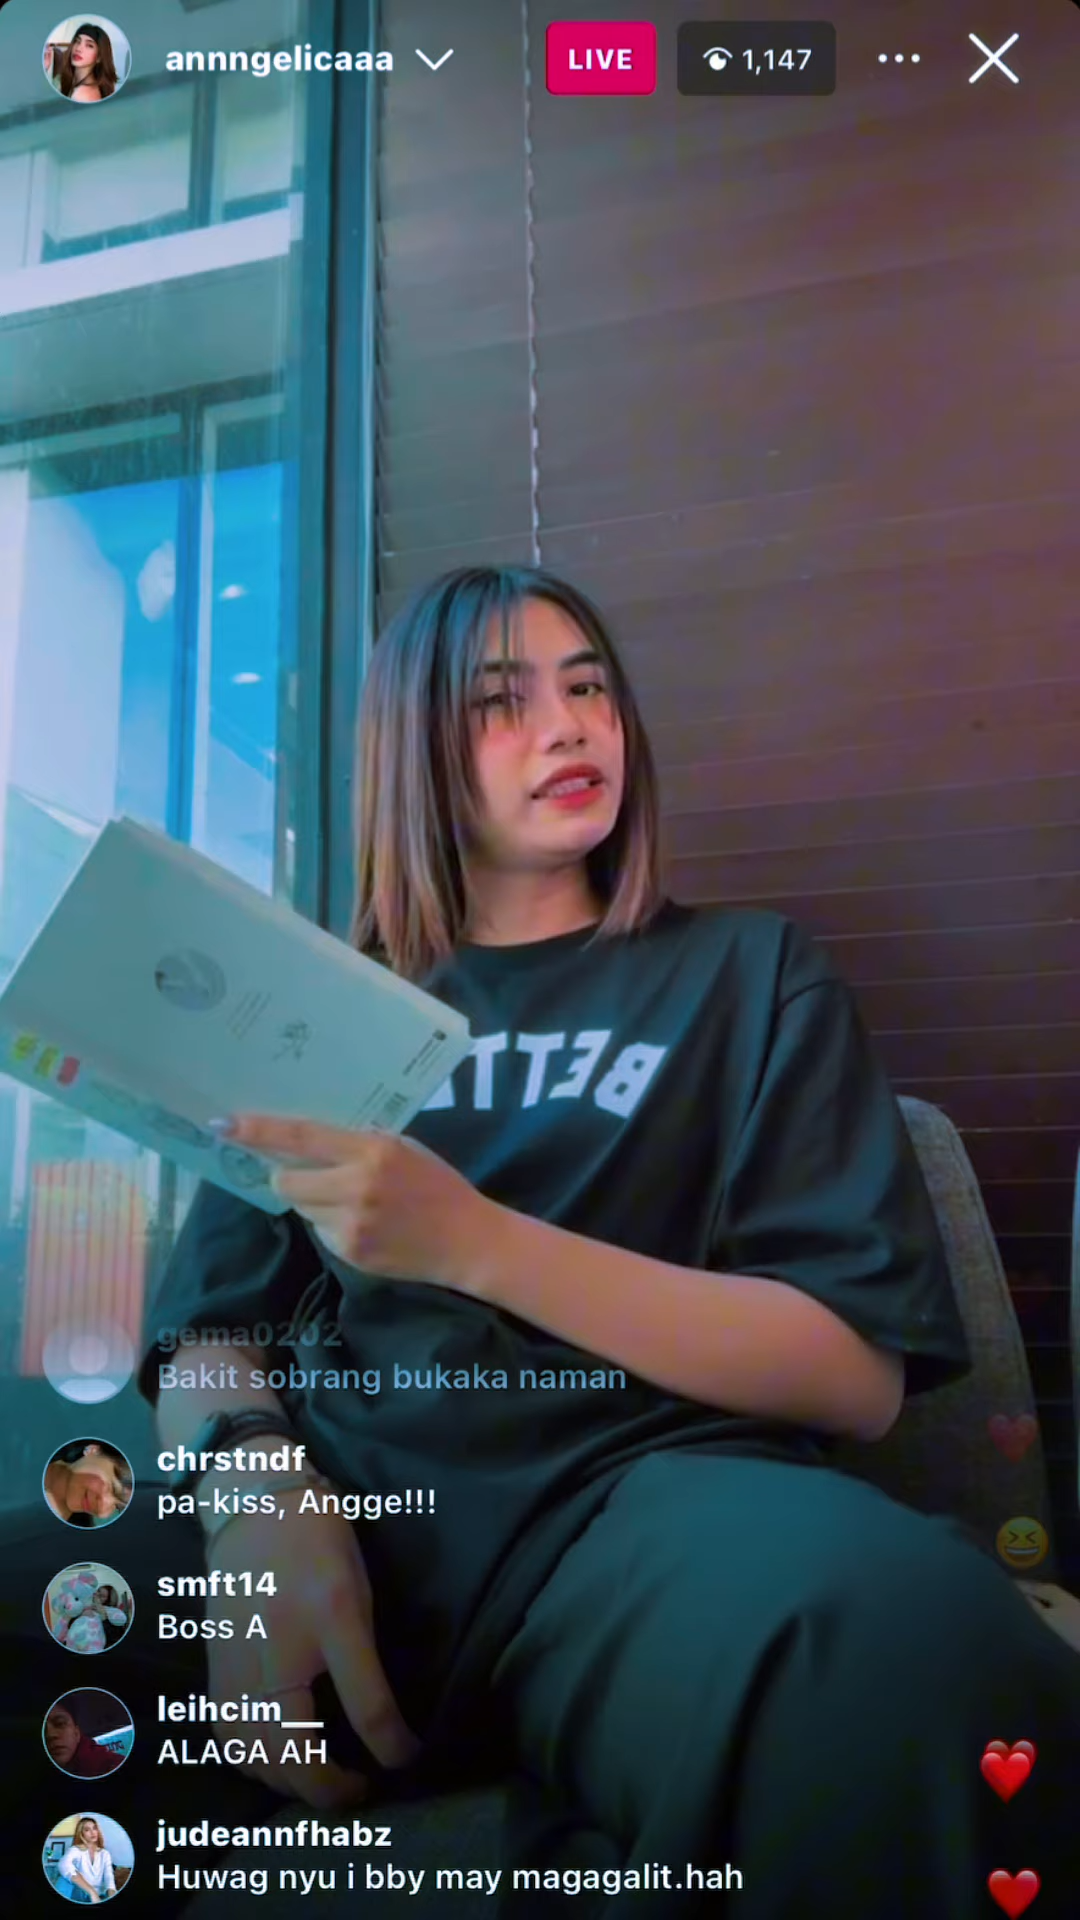 annngelicaaa
LIVE
1,147
BETT
gema0202
Bakit sobrang bukaka naman
chrstndf
pa-kiss, Angge!!!
smft14
Boss A
leihcim__
ALAGA AH
judeannfhabz
Huwag nyu i bby may magagalit.hah